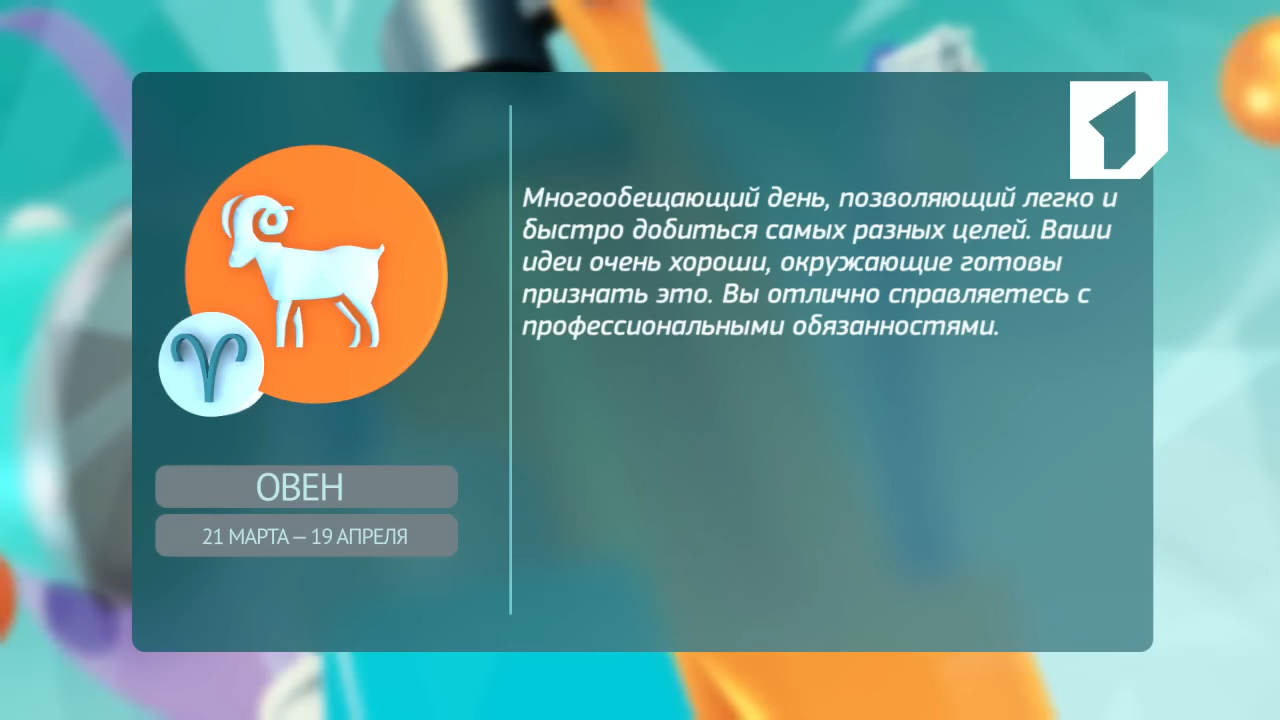 Многообещающий день, позволяющий легко и
быстро добиться самых разных целей. Ваши
идеи очень хороши, окружающие готовы
признать это. Вы отлично справляетесь с
профессиональными обязанностями.
ОВЕН
21 МАРТА – 19 АПРЕЛЯ